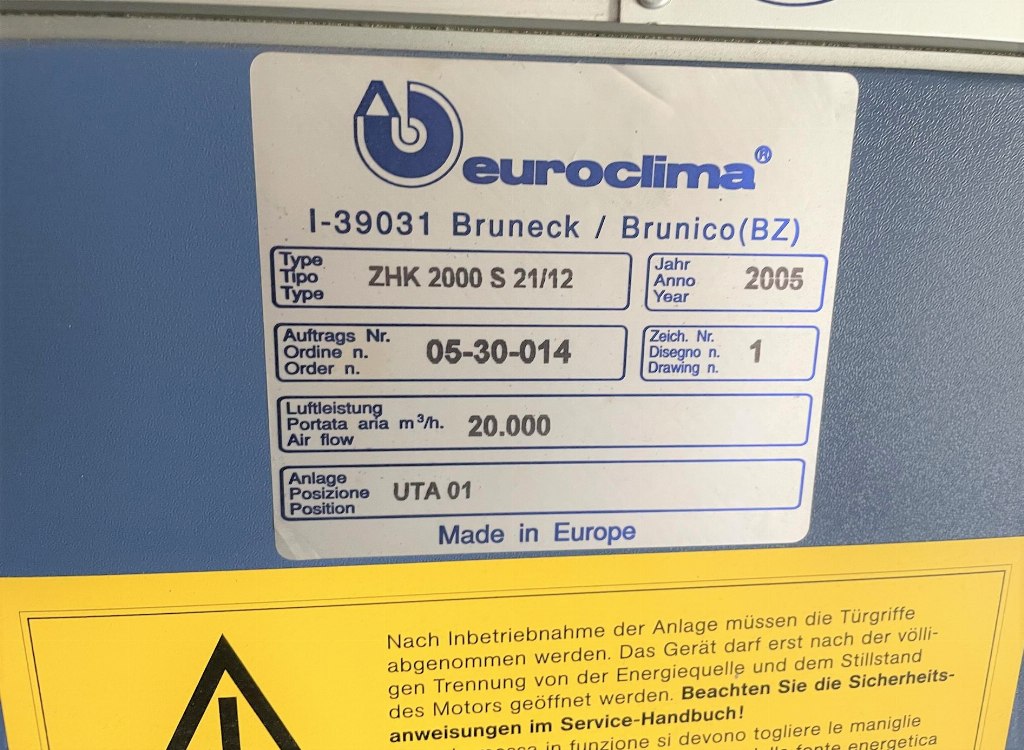 euroclima®
I-39031 Bruneck / Brunico(BZ)
Type
Tipo
Type
ZHK 2000 S 21/12
Jahr
Anno
Year
2005
Auftrags Nr.
Ordine n.
Order n.
05-30-014
Zeich. Nr.
Disegno n.
Drawing n.
1
Luftleistung
Portata aria m³/h.
Air flow
20.000
Anlage
Posizione
Position
UTA 01
Made in Europe
Nach Inbetriebnahme der Anlage müssen die Türgriffe
abgenommen werden. Das Gerät darf erst nach der völli-
gen Trennung von der Energiequelle und dem Stillstand
des Motors geöffnet werden. Beachten Sie die Sicherheits-
anweisungen im Service-Handbuch!
in funzione si devono togliere le maniglie
fonte energetica